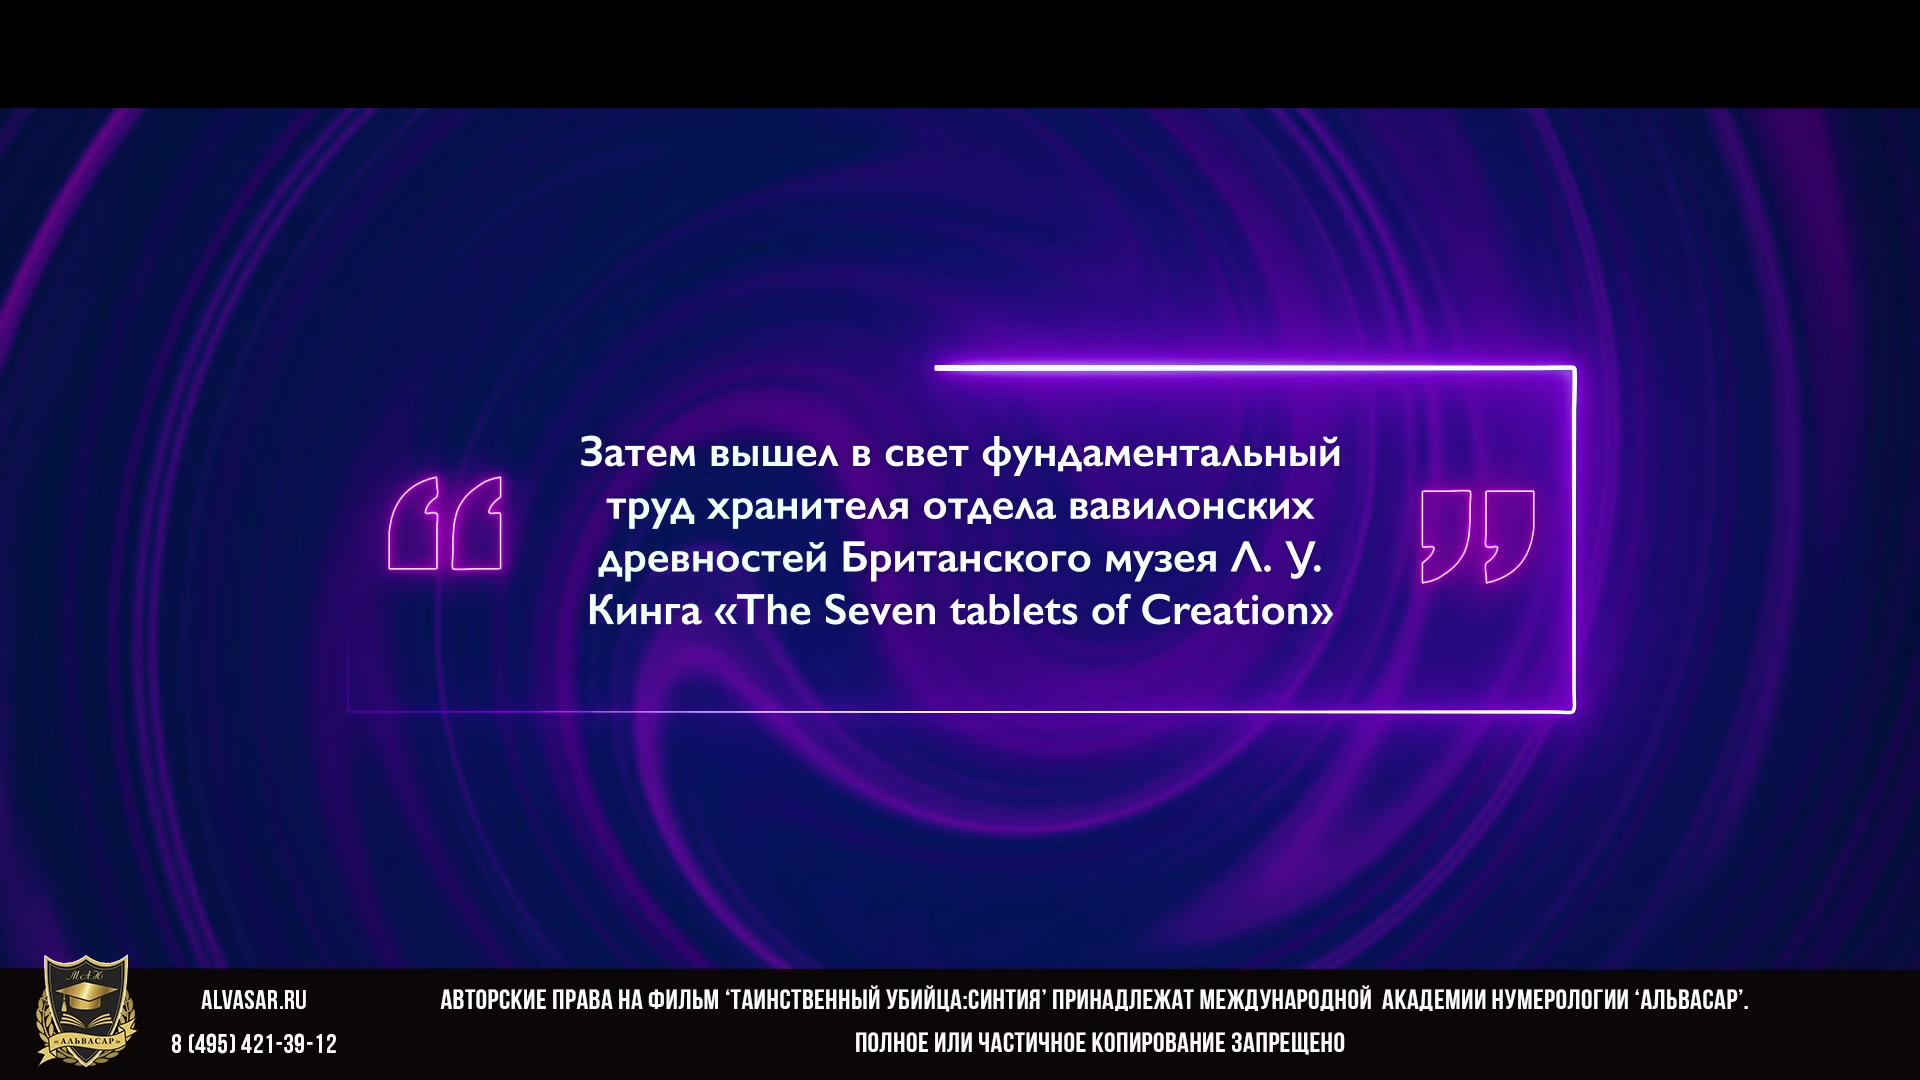 Затем вышел в свет фундаментальный
труд хранителя отдела вавилонских
древностей Британского музея Л. У.
Кинга «The Seven tablets of Creation»
МАН
«АЛЬВАСАР»
ALVASAR.RU
8 (495) 421-39-12
АВТОРСКИЕ ПРАВА НА ФИЛЬМ ‘ТАИНСТВЕННЫЙ УБИЙЦА:СИНТИЯ’ ПРИНАДЛЕЖАТ МЕЖДУНАРОДНОЙ АКАДЕМИИ НУМЕРОЛОГИИ ‘АЛЬВАСАР’.
ПОЛНОЕ ИЛИ ЧАСТИЧНОЕ КОПИРОВАНИЕ ЗАПРЕЩЕНО